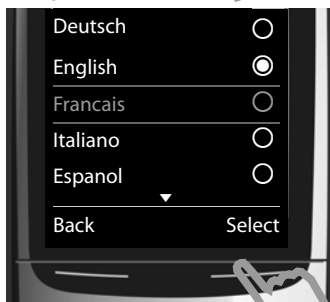 Deutsch
English
Francais
Italiano
Espanol
Back Select